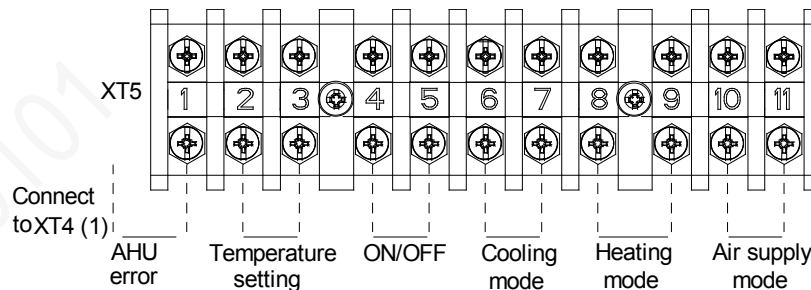 XT5
1 2 3 4 5 6 7 8 9 10 11
Connect
to XT4 (1)
AHU
error
Temperature
setting
ON/OFF
Cooling
mode
Heating
mode
Air supply
mode